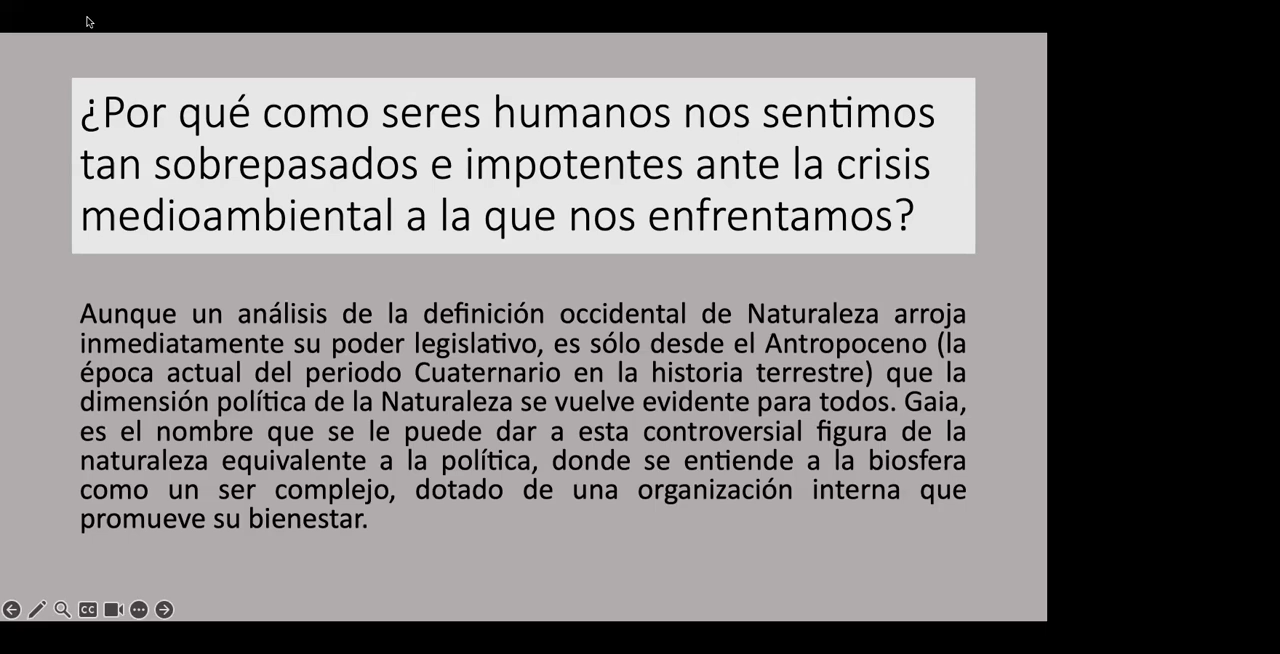 ¿Por qué como seres humanos nos sentimos
tan sobrepasados e impotentes ante la crisis
medioambiental a la que nos enfrentamos?
Aunque un análisis de la definición occidental de Naturaleza arroja
inmediatamente su poder legislativo, es sólo desde el Antropoceno (la
época actual del periodo Cuaternario en la historia terrestre) que la
dimensión política de la Naturaleza se vuelve evidente para todos. Gaia,
es el nombre que se le puede dar a esta controversial figura de la
naturaleza equivalente a la política, donde se entiende a la biosfera
como un ser complejo, dotado de una organización interna que
promueve su bienestar.
CC